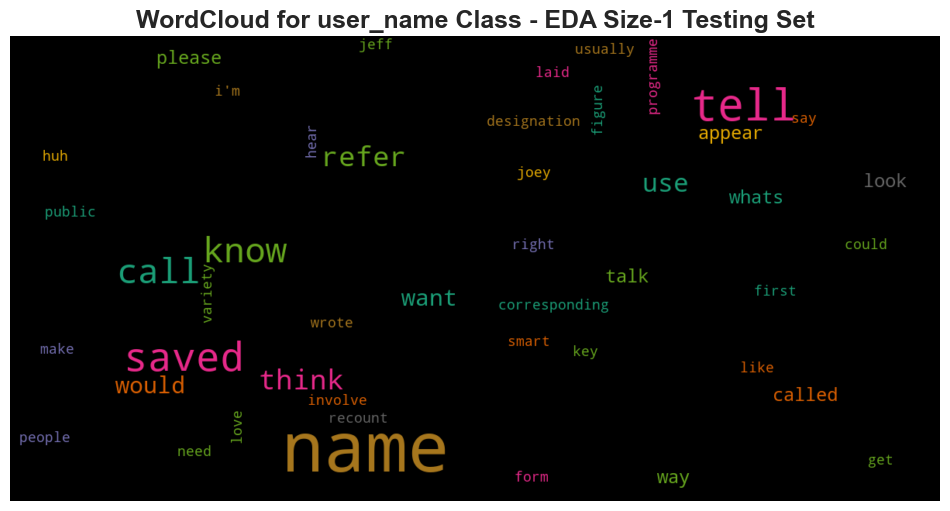 WordCloud for user_name Class - EDA Size-1 Testing Set
jeff
usually
please
laid
programme
i'm
figure
tell
designation
say
appear
hear
refer
huh
joey
use
look
whats
public
know
right
could
call
talk
variety
want
first
corresponding
wrote
smart
make
key
saved
think
like
would
called
involve
recount
love
people
name
need
get
form
way